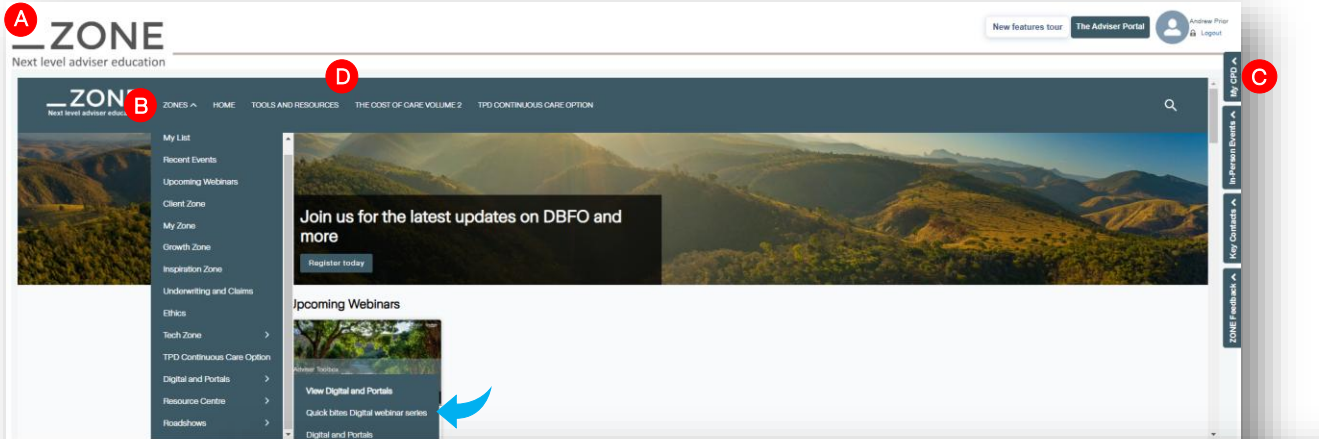 A
ZONE
Next level adviser education
New features tour
The Adviser Portal
Andrew Prior
Logout
D
C
ZONE
Next level adviser
B
ZONES
HOME
TOOLS AND RESOURCES
THE COST OF CARE VOLUME 2
TPD CONTINUOUS CARE OPTION
My List
Recent Events
Upcoming Webinars
Client Zone
My Zone
Growth Zone
Inspiration Zone
Underwriting and Claims
Ethics
Tech Zone
TPD Continuous Care Option
Digital and Portals
Resource Centre
Roadshows
Join us for the latest updates on DBFO and
more
Register today
Upcoming Webinars
Adviser Toolbox
View Digital and Portals
Quick bites Digital webinar series
Digital and Portals
My CPD
In-Person Events
Key Contacts
ZONE Feedback